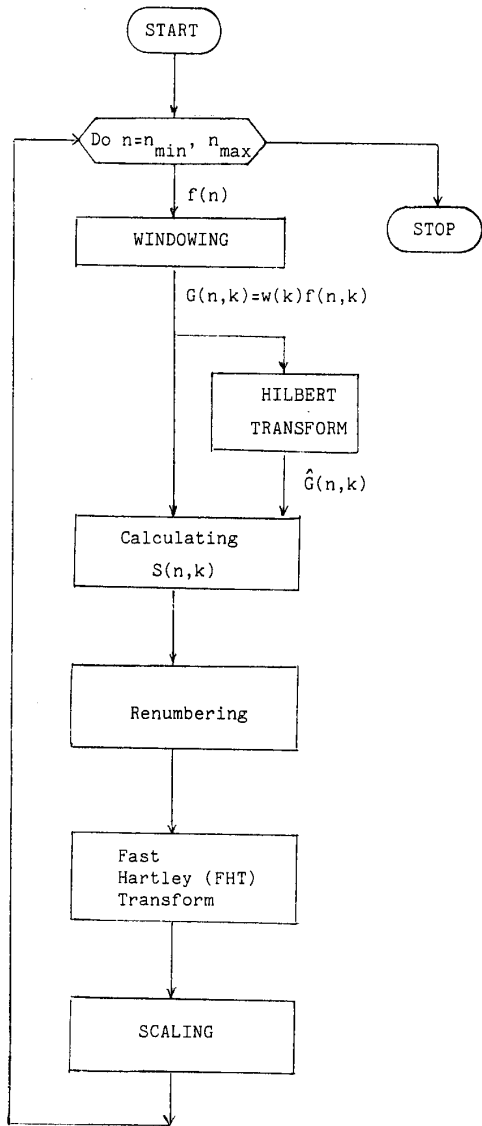 START
Do n=n_min, n_max
f(n)
STOP
WINDOWING
G(n,k)=w(k)f(n,k)
HILBERT
TRANSFORM
Ĝ(n,k)
Calculating
S(n,k)
Renumbering
Fast
Hartley (FHT)
Transform
SCALING